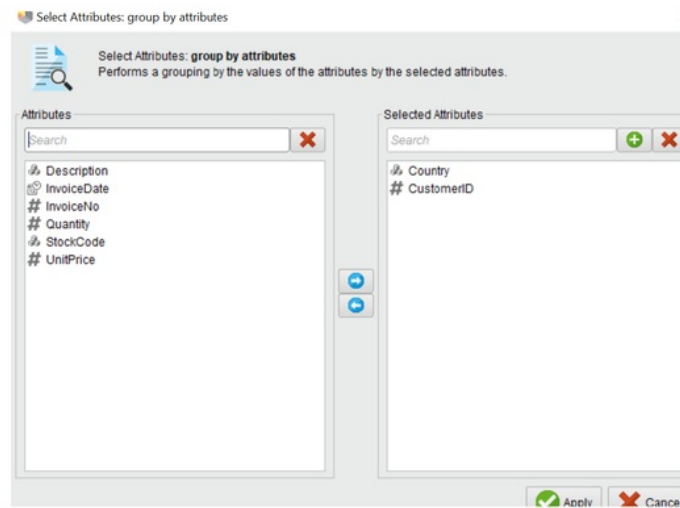 Select Attributes: group by attributes
Select Attributes: group by attributes
Performs a grouping by the values of the attributes by the selected attributes.
Attributes
Search
Description
InvoiceDate
# InvoiceNo
# Quantity
StockCode
# UnitPrice
Selected Attributes
Search
Country
# CustomerID
Apply
Cance